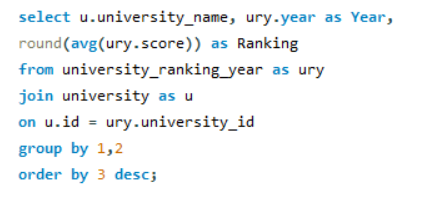 select u.university_name, ury.year as Year,
round(avg(ury.score)) as Ranking
from university_ranking_year as ury
join university as u
on u.id = ury.university_id
group by 1,2
order by 3 desc;